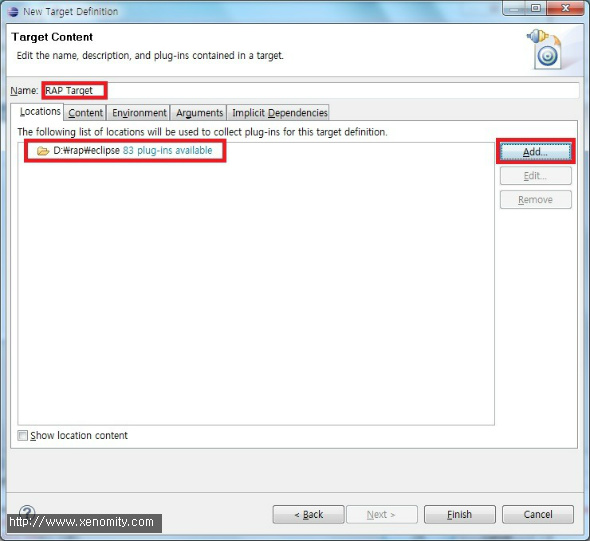 New Target Definition
Target Content
Edit the name, description, and plug-ins contained in a target.
Name: RAP Target
Locations Content Environment Arguments Implicit Dependencies
The following list of locations will be used to collect plug-ins for this target definition.
D:₩rap₩eclipse 83 plug-ins available
Add...
Edit...
Remove
Show location content
< Back Next > Finish Cancel
http://www.xenomity.com